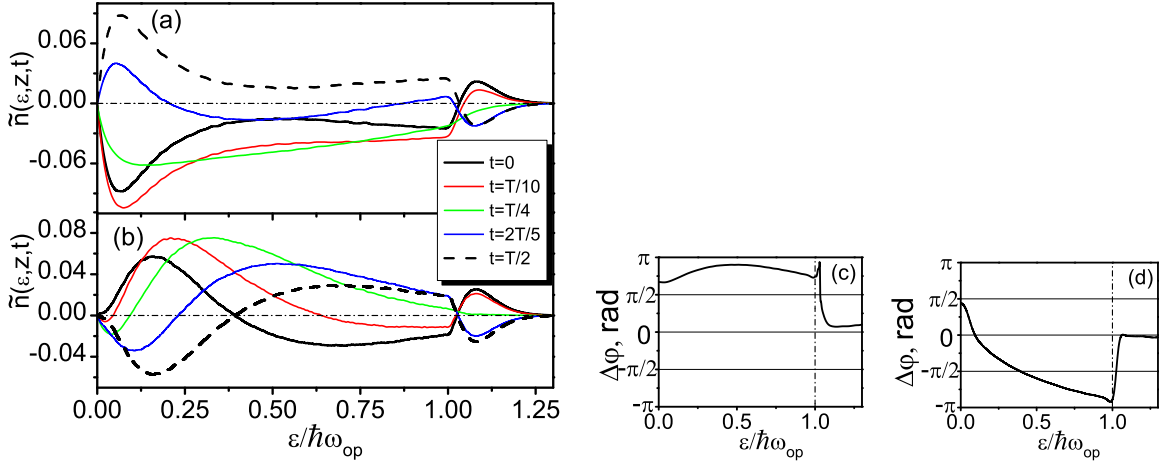 (a)
ñ(ε,z,t)
0.06
0.00
-0.06
t=0
t=T/10
t=T/4
t=2T/5
t=T/2
(b)
ñ(ε,z,t)
0.08
0.04
0.00
-0.04
0.00 0.25 0.50 0.75 1.00 1.25
ε/ħω_op
(c)
Δφ, rad
π
π/2
0
-π/2
-π
0.0 0.5 1.0
ε/ħω_op
(d)
Δφ, rad
π
π/2
0
-π/2
-π
0.0 0.5 1.0
ε/ħω_op